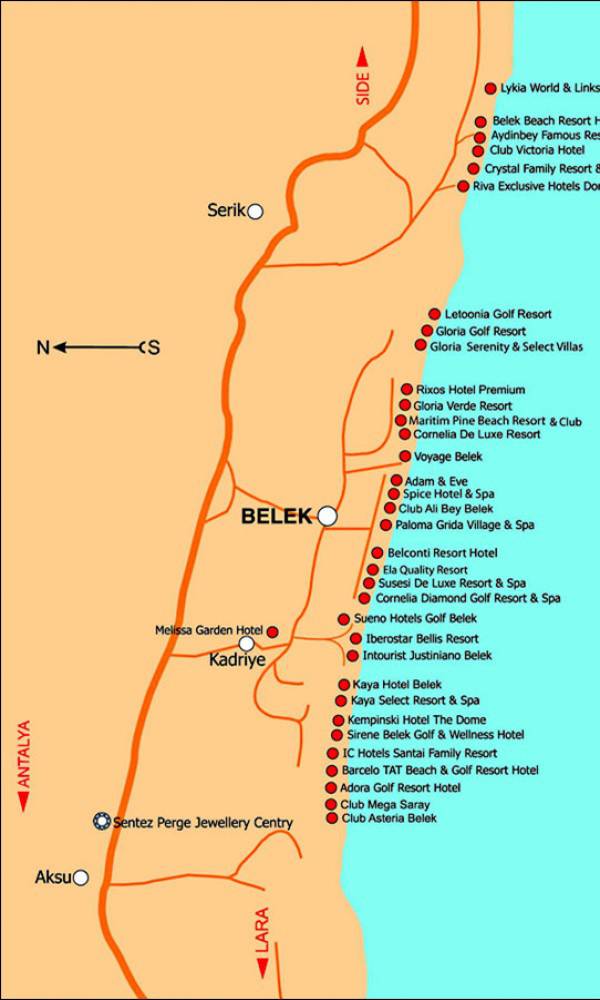 SIDE
Lykia World & Links
Belek Beach Resort H
Aydinbey Famous Res
Club Victoria Hotel
Crystal Family Resort &
Riva Exclusive Hotels Don
Serik
N S
Letoonia Golf Resort
Gloria Golf Resort
Gloria Serenity & Select Villas
Rixos Hotel Premium
Gloria Verde Resort
Maritim Pine Beach Resort & Club
Cornelia De Luxe Resort
Voyage Belek
Adam & Eve
Spice Hotel & Spa
Club Ali Bey Belek
BELEK
Paloma Grida Village & Spa
Belconti Resort Hotel
Ela Quality Resort
Susesi De Luxe Resort & Spa
Cornelia Diamond Golf Resort & Spa
Sueno Hotels Golf Belek
Melissa Garden Hotel
Iberostar Bellis Resort
Kadriye
Intourist Justiniano Belek
Kaya Hotel Belek
Kaya Select Resort & Spa
Kempinski Hotel The Dome
Sirene Belek Golf & Wellness Hotel
IC Hotels Santai Family Resort
ANTALYA
Barcelo TAT Beach & Golf Resort Hotel
Adora Golf Resort Hotel
Club Mega Saray
Club Asteria Belek
Sentez Perge Jewellery Centry
Aksu
LARA